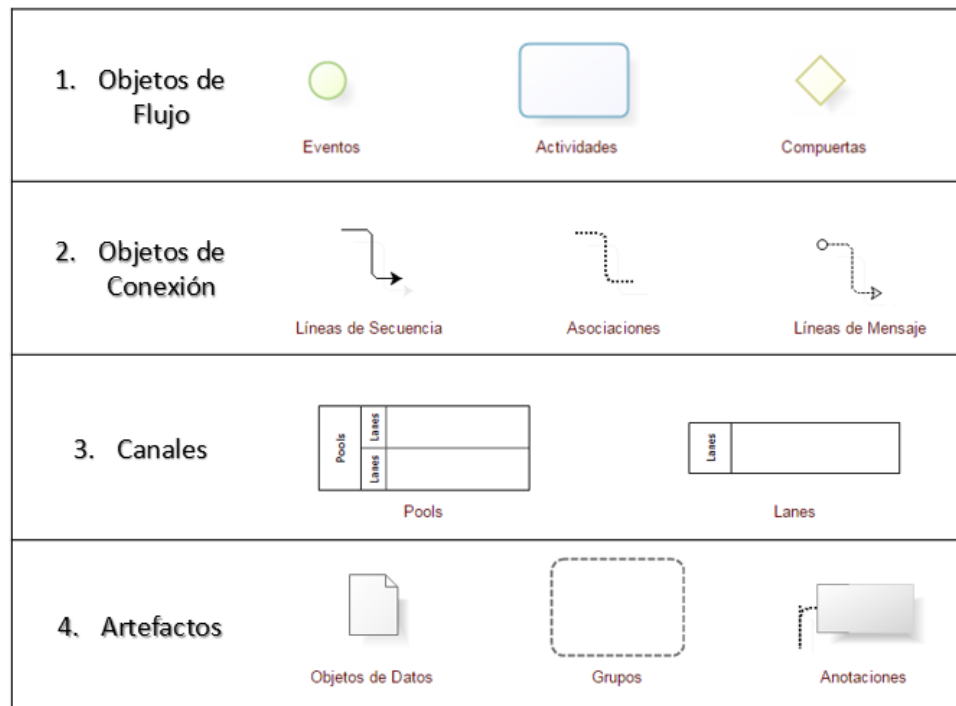 1. Objetos de
Flujo
Eventos
Actividades
Compuertas
2. Objetos de
Conexión
Líneas de Secuencia
Asociaciones
Líneas de Mensaje
3. Canales
Pools
Lanes
Lanes
Pools
Lanes
Lanes
4. Artefactos
Objetos de Datos
Grupos
Anotaciones